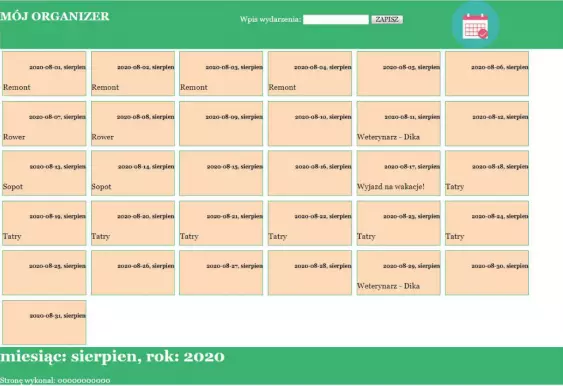 MÓJ ORGANIZER
Wpis wydarzenia: ZAPISZ
2020-08-01, sierpien
Remont
2020-08-02, sierpien
Remont
2020-08-03, sierpien
Remont
2020-08-04, sierpien
Remont
2020-08-05, sierpien
2020-08-06, sierpien
2020-08-07, sierpien
Rower
2020-08-08, sierpien
Rower
2020-08-09, sierpien
2020-08-10, sierpien
2020-08-11, sierpien
Weterynarz - Dika
2020-08-12, sierpien
2020-08-13, sierpien
Sopot
2020-08-14, sierpien
Sopot
2020-08-15, sierpien
2020-08-16, sierpien
2020-08-17, sierpien
Wyjazd na wakacje!
2020-08-18, sierpien
Tatry
2020-08-19, sierpien
Tatry
2020-08-20, sierpien
Tatry
2020-08-21, sierpien
Tatry
2020-08-22, sierpien
Tatry
2020-08-23, sierpien
Tatry
2020-08-24, sierpien
Tatry
2020-08-25, sierpien
2020-08-26, sierpien
2020-08-27, sierpien
2020-08-28, sierpien
2020-08-29, sierpien
Weterynarz - Dika
2020-08-30, sierpien
2020-08-31, sierpien
miesiąc: sierpien, rok: 2020
Stronę wykonał: 00000000000